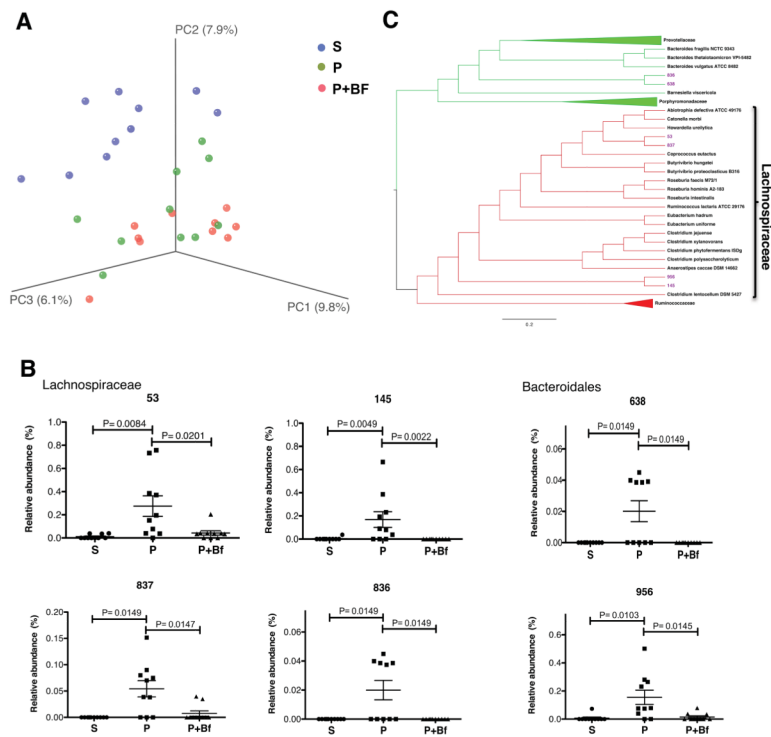 A
PC2 (7.9%)
S
P
P+BF
PC3 (6.1%)
PC1 (9.8%)
C
Prevotellaceae
Bacteroides fragilis NCTC 9343
Bacteroides thetaiotaomicron VPI-5482
Bacteroides vulgatus ATCC 8482
836
638
Barnesiella viscericola
Porphyromonadaceae
Abiotrophia defectiva ATCC 49176
Catonella morbi
Howardella ureilytica
53
837
Coprococcus eutactus
Butyrivibrio hungatei
Butyrivibrio proteoclasticus B316
Roseburia faecis M72/1
Roseburia hominis A2-183
Roseburia intestinalis
Ruminococcus lactaris ATCC 29176
Eubacterium hadrum
Eubacterium uniforme
Clostridium jejuense
Clostridium xylanovorans
Clostridium phytofermentans ISDg
Clostridium polysaccharolyticum
Anaerostipes caccae DSM 14662
956
145
Clostridium lentocellum DSM 5427
Ruminococcaceae
Lachnospiraceae
0.2
B
Lachnospiraceae
53
Relative abundance (%)
1.0
0.8
0.6
0.4
0.2
0.0
P= 0.0084
P= 0.0201
S
P
P+Bf
145
Relative abundance (%)
1.0
0.8
0.6
0.4
0.2
0.0
P= 0.0049
P= 0.0022
S
P
P+Bf
Bacteroidales
638
Relative abundance (%)
0.06
0.04
0.02
0.00
P= 0.0149
P= 0.0149
S
P
P+Bf
837
Relative abundance (%)
0.20
0.15
0.10
0.05
0.00
P= 0.0149
P= 0.0147
S
P
P+Bf
836
Relative abundance (%)
0.06
0.04
0.02
0.00
P= 0.0149
P= 0.0149
S
P
P+Bf
956
Relative abundance (%)
0.6
0.4
0.2
0.0
P= 0.0103
P= 0.0145
S
P
P+Bf